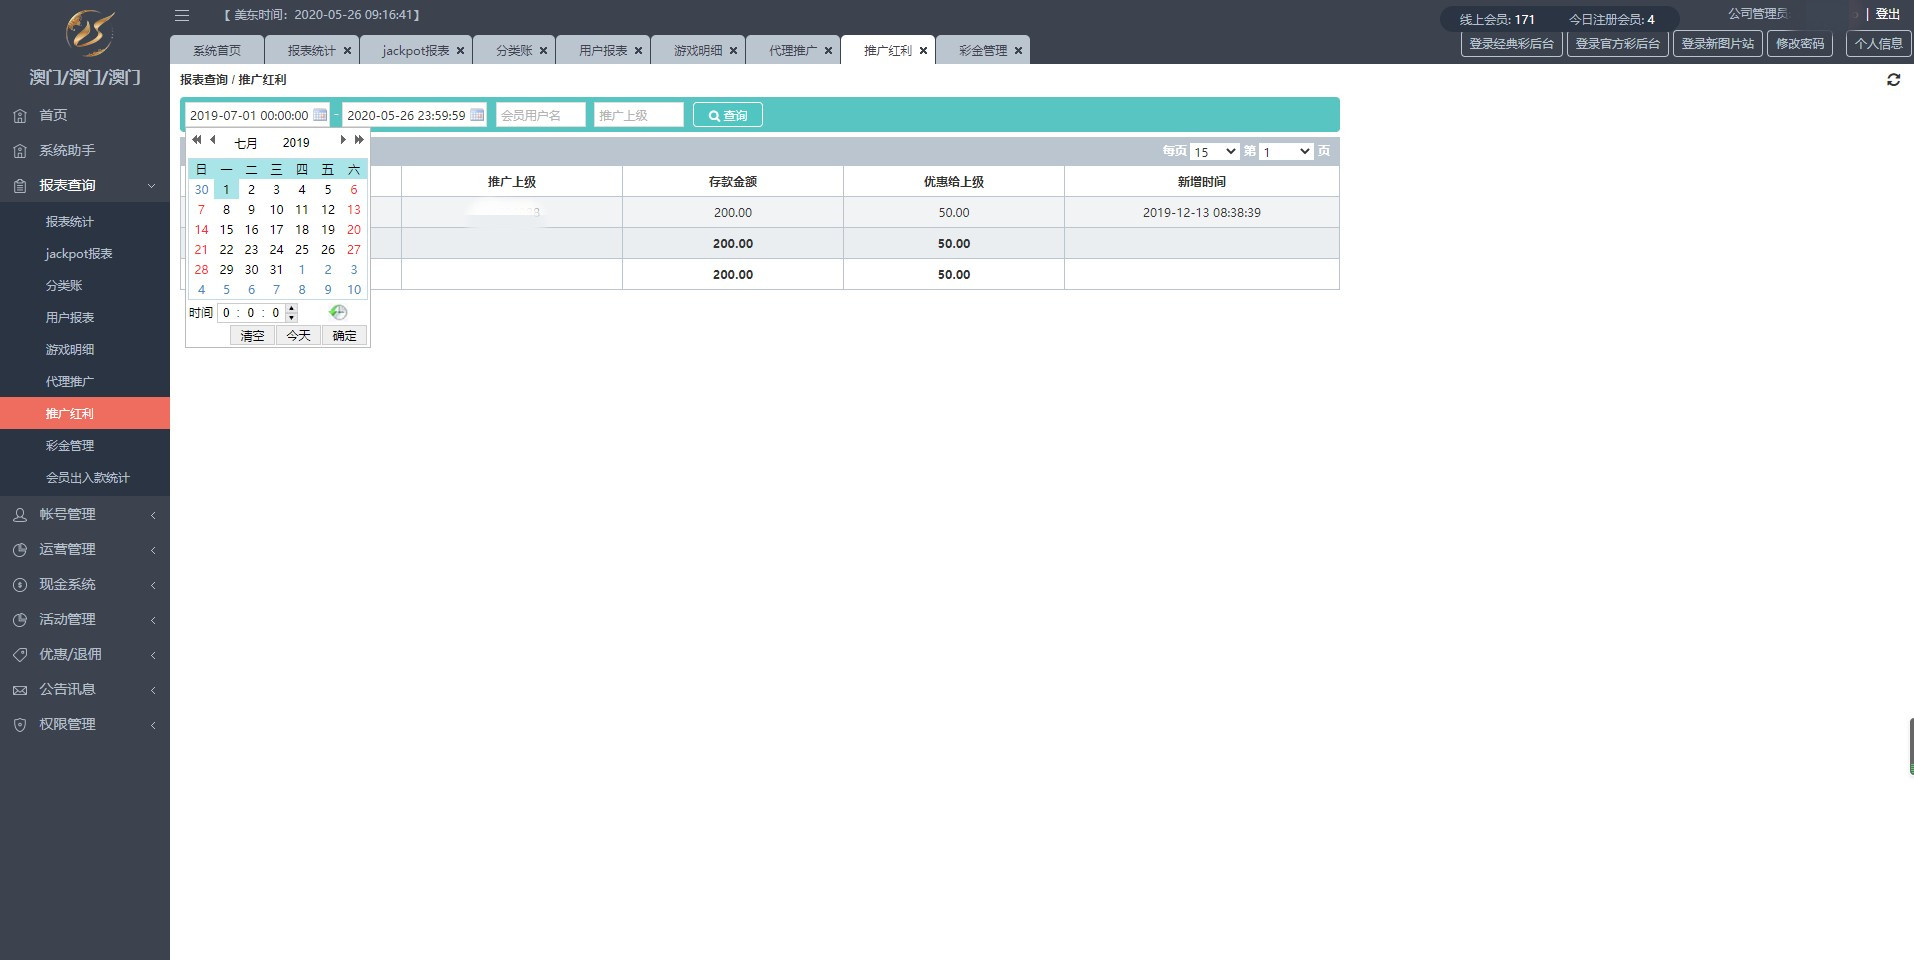 【 美东时间：2020-05-26 09:16:41】
线上会员: 171 今日注册会员: 4
公司管理员 | 登出
登录经典彩后台 登录官方彩后台 登录新图片站 修改密码 个人信息
系统首页 报表统计 jackpot报表 分类账 用户报表 游戏明细 代理推广 推广红利 彩金管理
澳门/澳门/澳门
首页
系统助手
报表查询
报表统计
jackpot报表
分类账
用户报表
游戏明细
代理推广
推广红利
彩金管理
会员出入款统计
帐号管理
运营管理
现金系统
活动管理
优惠/退佣
公告讯息
权限管理
报表查询 / 推广红利
2019-07-01 00:00:00 - 2020-05-26 23:59:59 会员用户名 推广上级 查询
每页 15 第 1 页
推广上级 存款金额 优惠给上级 新增时间
200.00 50.00 2019-12-13 08:38:39
200.00 50.00
200.00 50.00
七月 2019
日 一 二 三 四 五 六
30 1 2 3 4 5 6
7 8 9 10 11 12 13
14 15 16 17 18 19 20
21 22 23 24 25 26 27
28 29 30 31 1 2 3
4 5 6 7 8 9 10
时间 0 : 0 : 0
清空 今天 确定